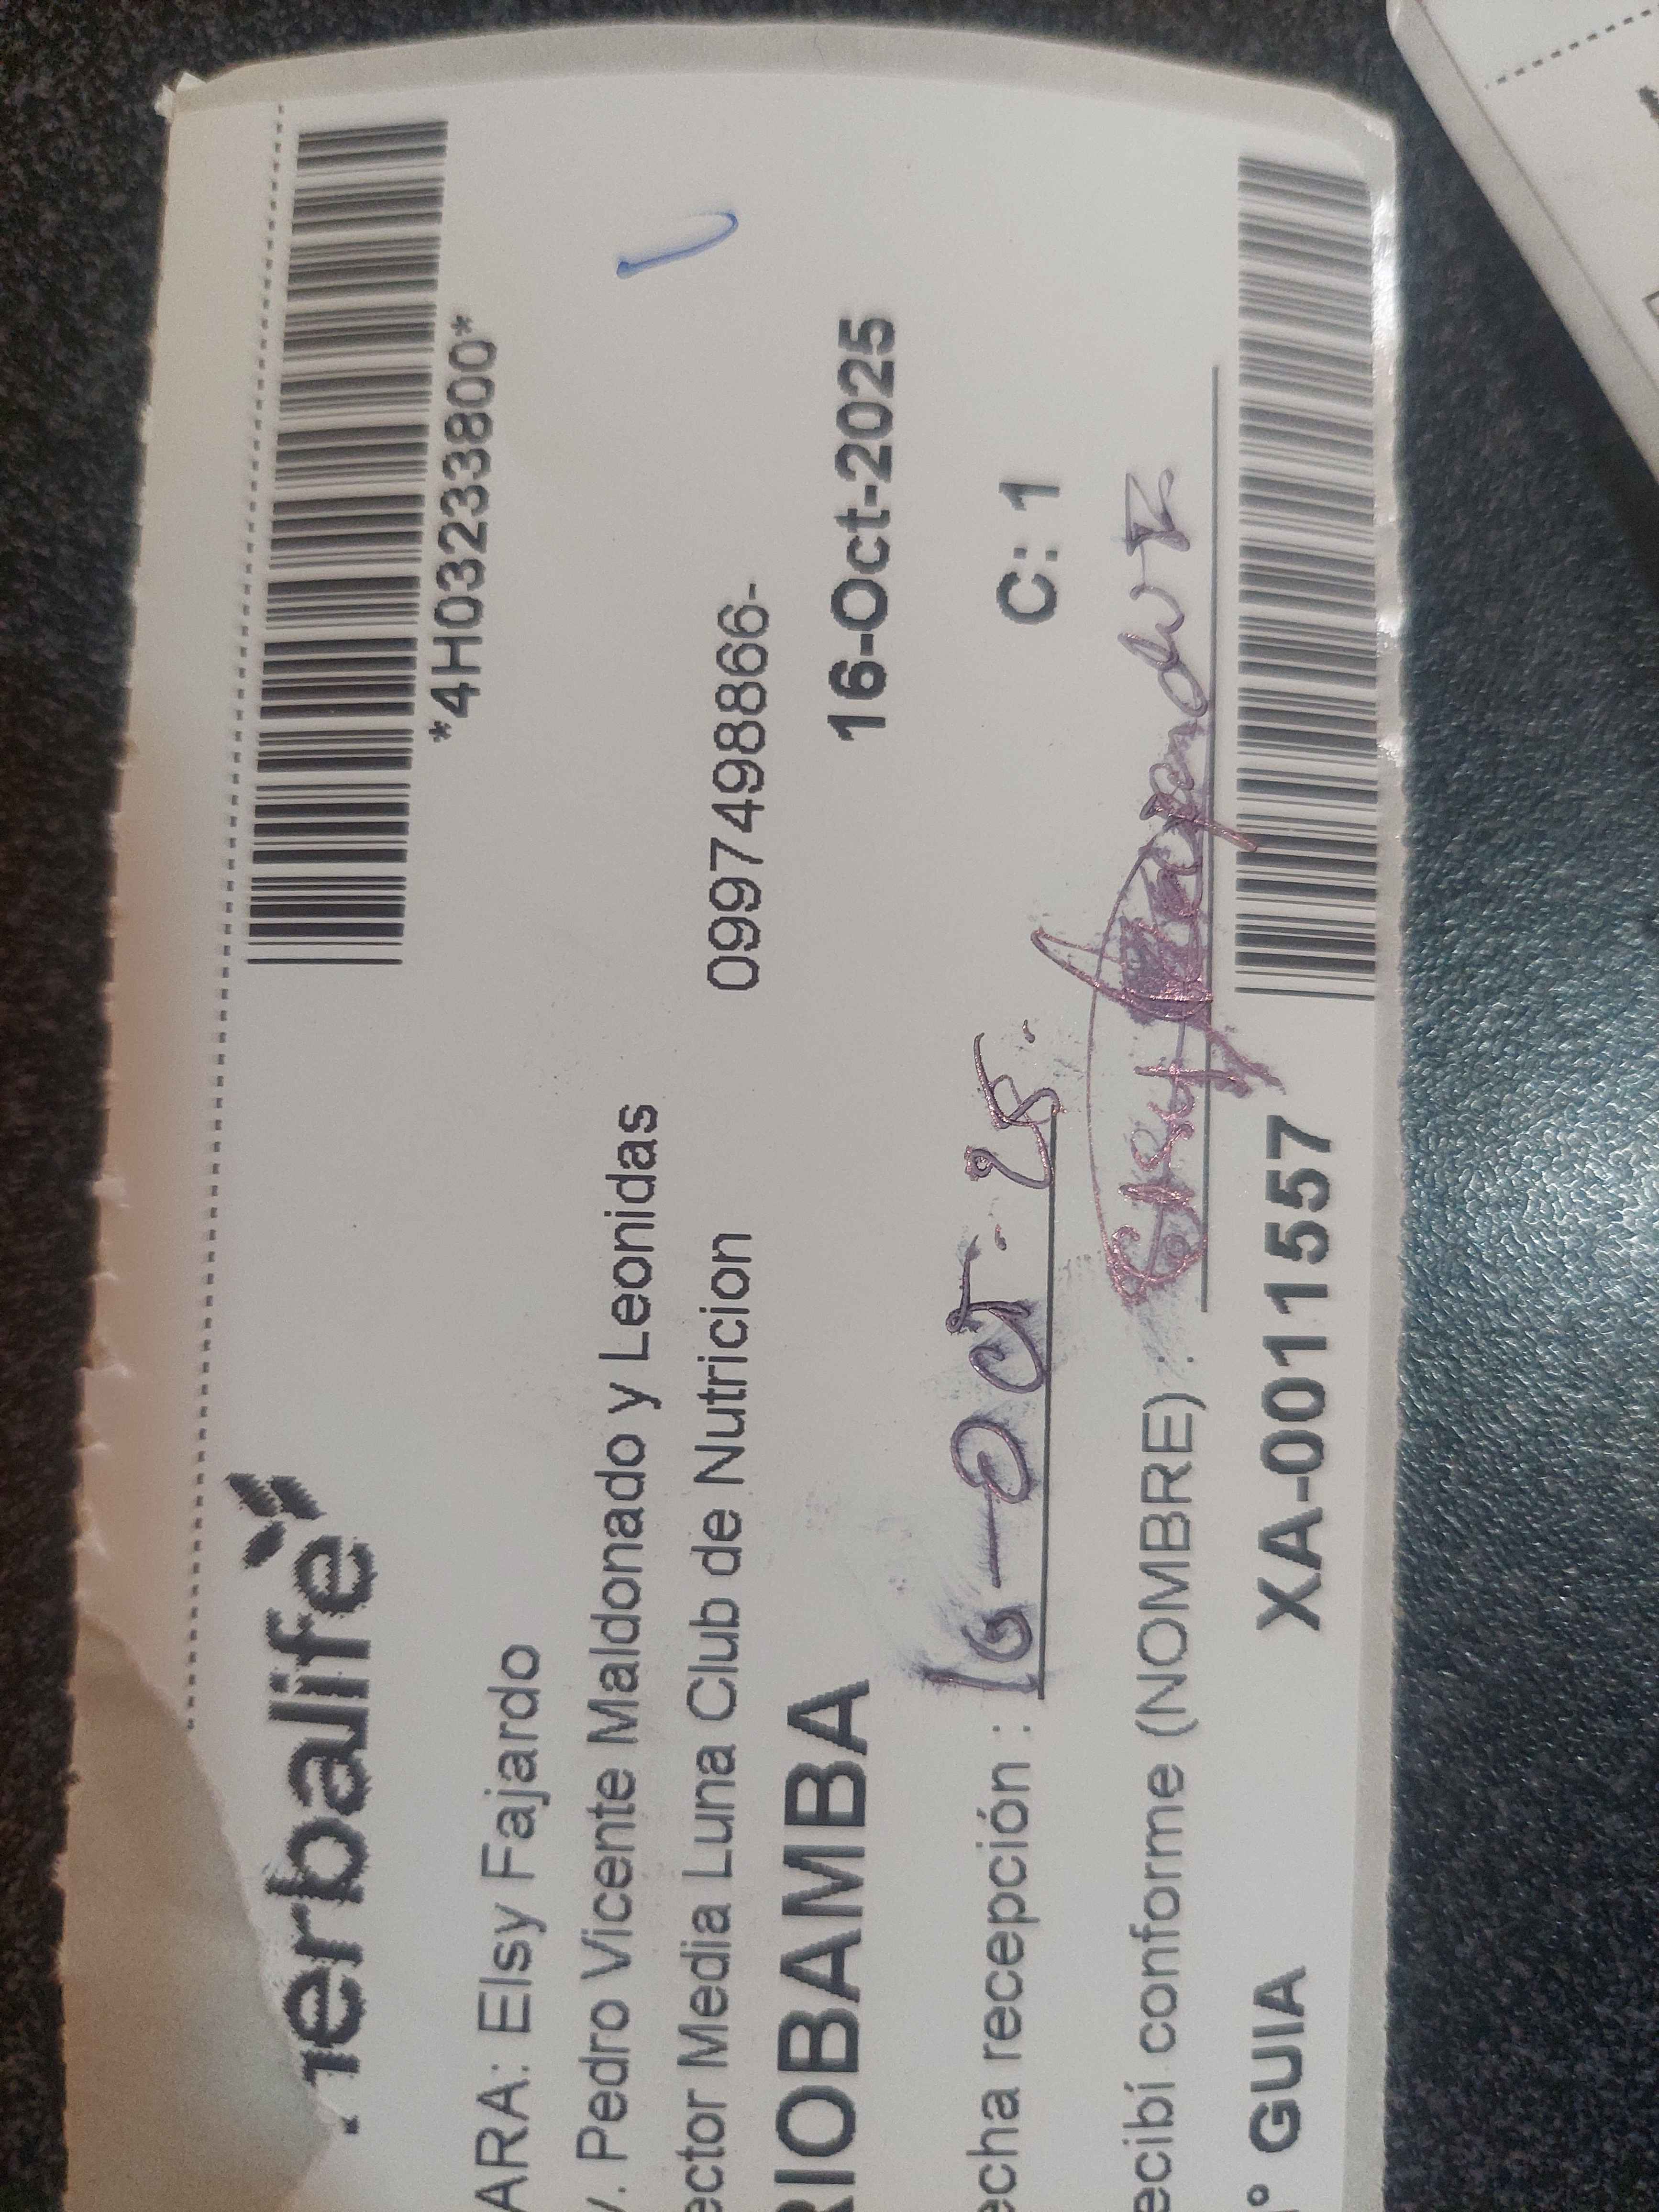 herbalife
*4H03233800*
ARA: Elsy Fajardo
v. Pedro Vicente Maldonado y Leonidas
ector Media Luna Club de Nutricion 0997498866-
RIOBAMBA 16-Oct-2025
echa recepción : 16-Oct-25. C: 1
ecibí conforme (NOMBRE) :
N° GUIA XA-0011557